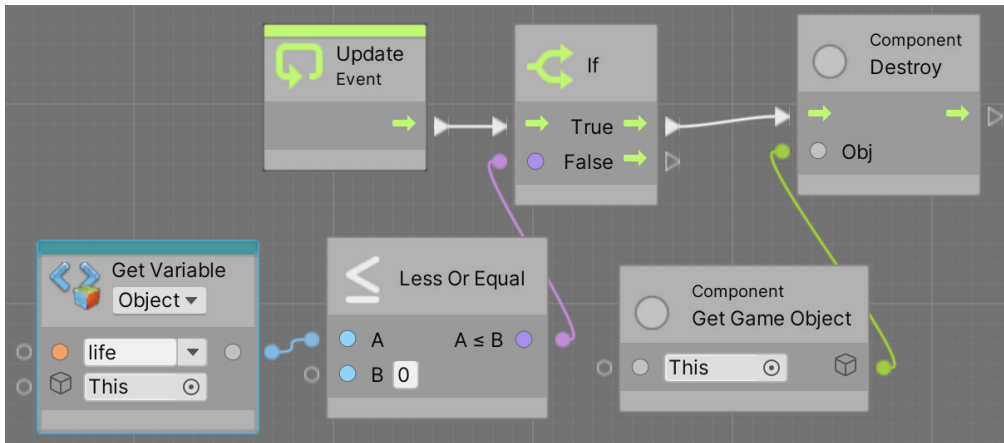 Update
Event
If
True
False
Component
Destroy
Obj
Get Variable
Object
life
This
Less Or Equal
A
A ≤ B
B 0
Component
Get Game Object
This